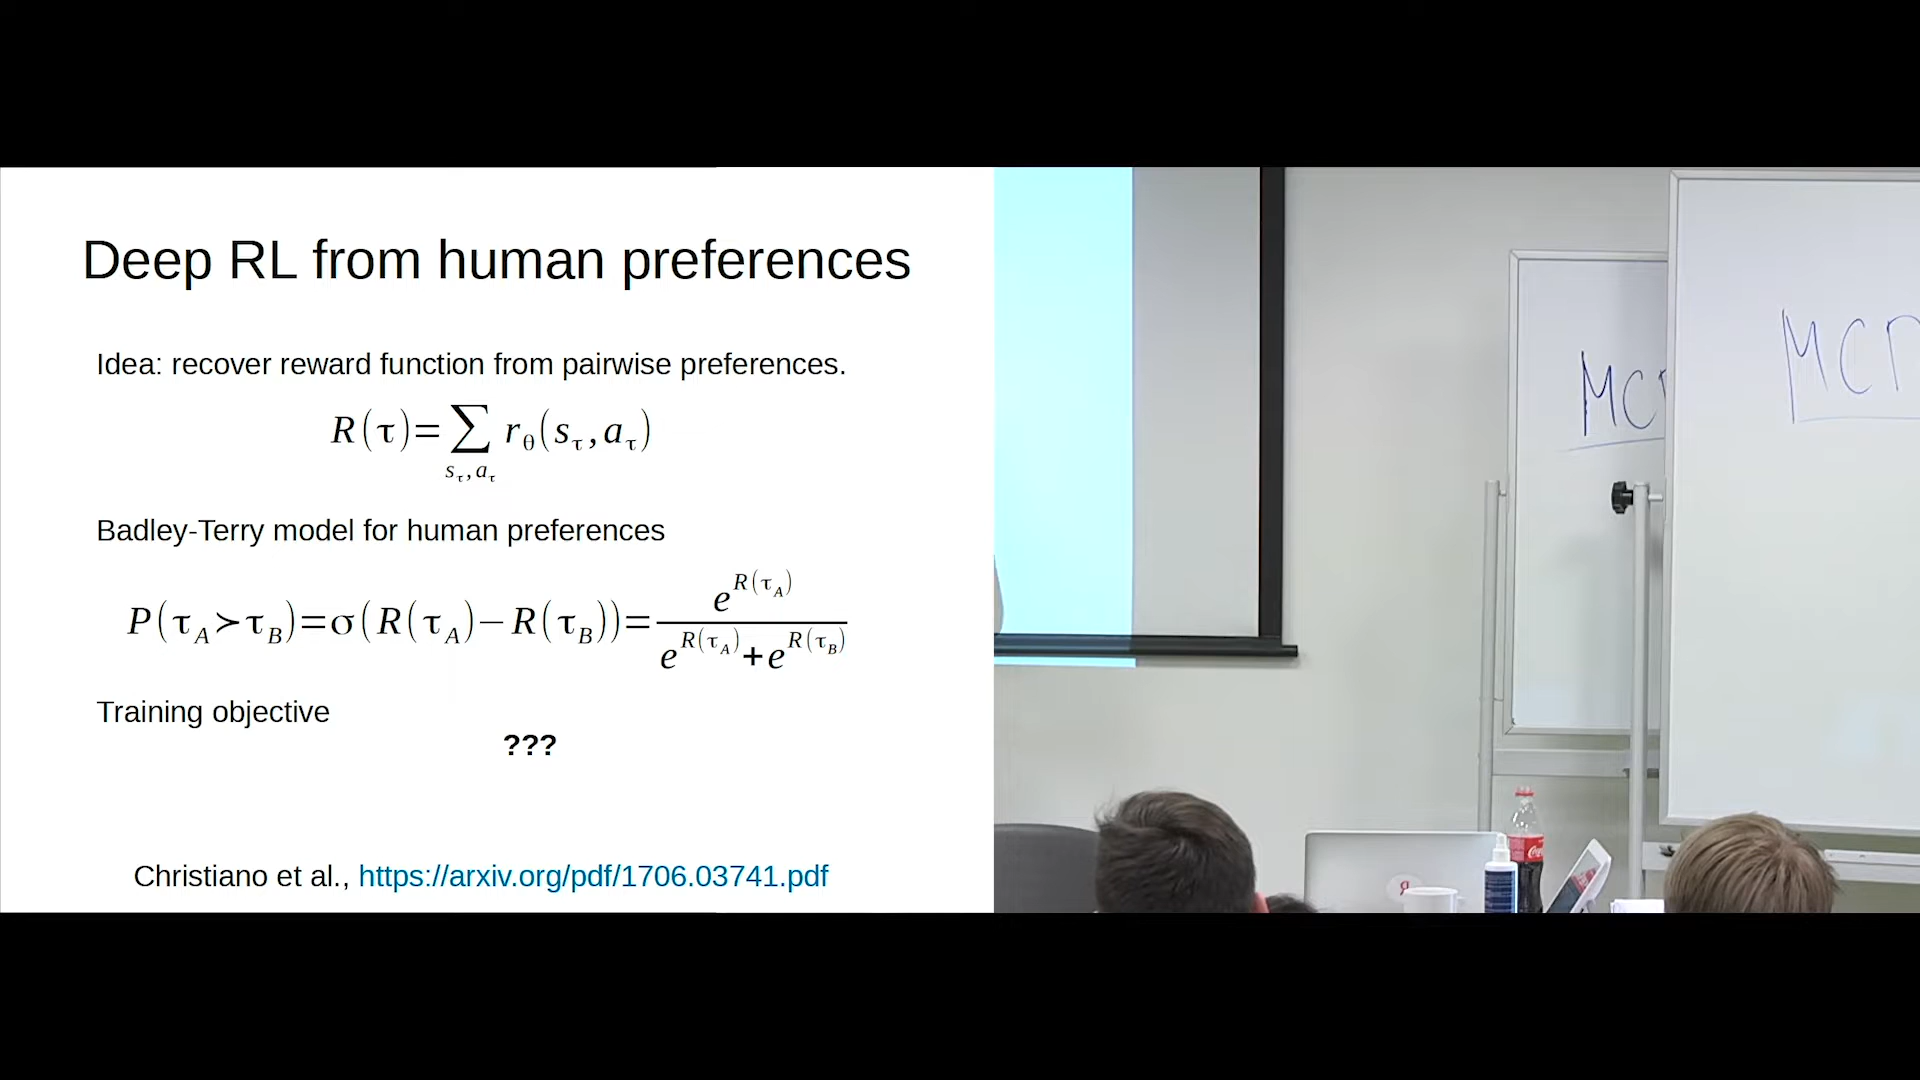 Deep RL from human preferences
Idea: recover reward function from pairwise preferences.
R(τ)=∑ r_θ(s_τ,a_τ)
s_τ,a_τ
Badley-Terry model for human preferences
P(τ_A≻τ_B)=σ(R(τ_A)−R(τ_B))=e^{R(τ_A)}/(e^{R(τ_A)}+e^{R(τ_B)})
Training objective
???
Christiano et al., https://arxiv.org/pdf/1706.03741.pdf